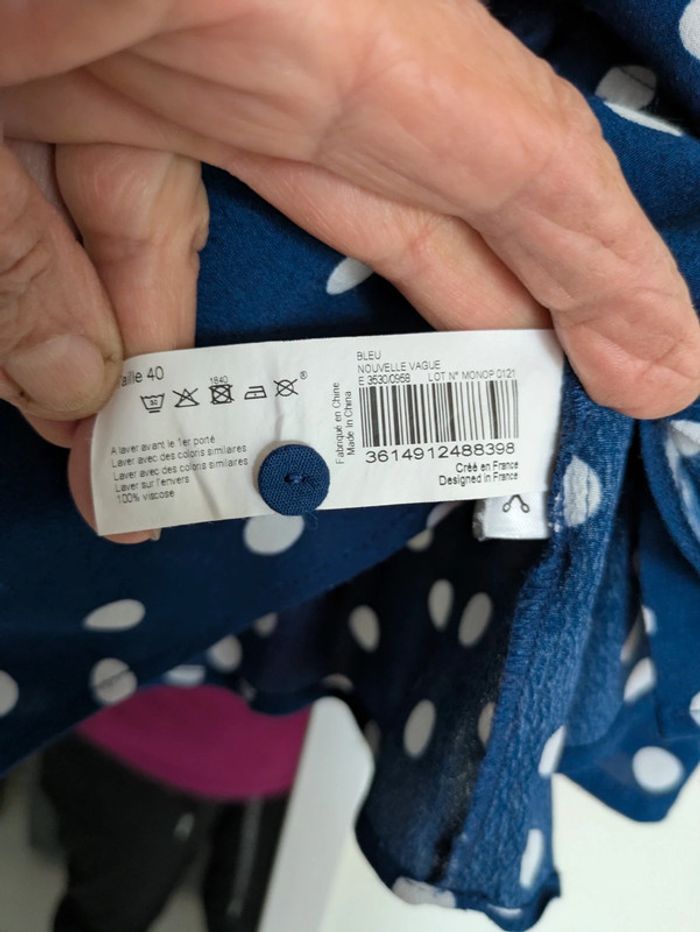 aille 40
1840
®
A laver avant le 1er porté
Laver avec des coloris similaires
Laver avec des coloris similaires
Laver sur l'envers
100% viscose
Fabriqué en Chine
Made In China
BLEU
NOUVELLE VAGUE
E 3530/0958 LOT N° MONOP 0121
3614912488398
Créé en France
Designed in France